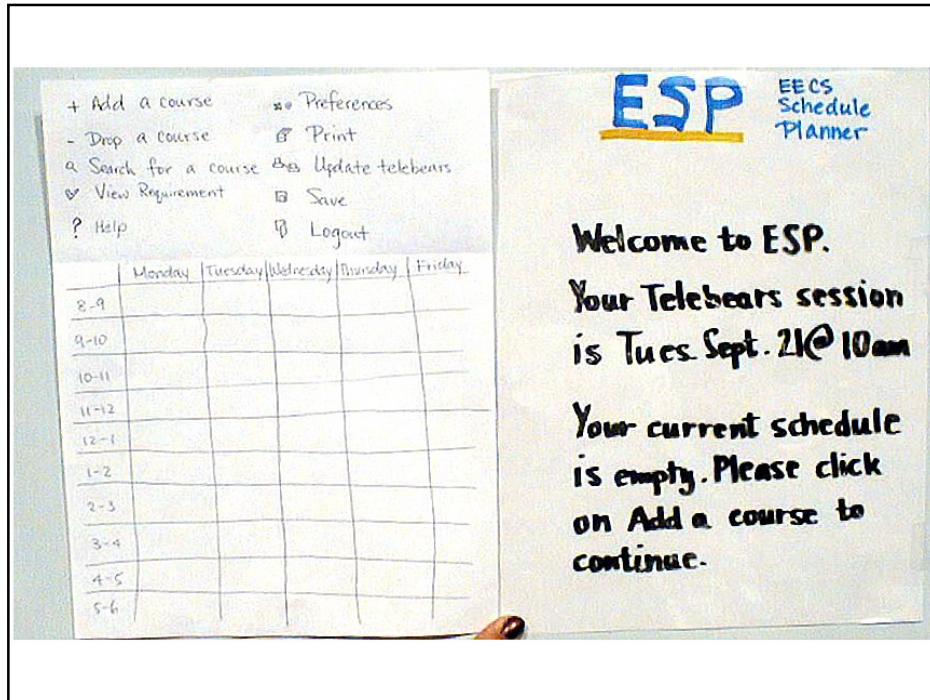 + Add a course
- Drop a course
Search for a course
View Requirement
? Help
Preferences
Print
Update telebears
Save
Logout
Monday Tuesday Wednesday Thursday Friday
8-9
9-10
10-11
11-12
12-1
1-2
2-3
3-4
4-5
5-6
ESP
EECS
Schedule
Planner
Welcome to ESP.
Your Telebears session
is Tues. Sept. 21@10am
Your current schedule
is empty. Please click
on Add a course to
continue.